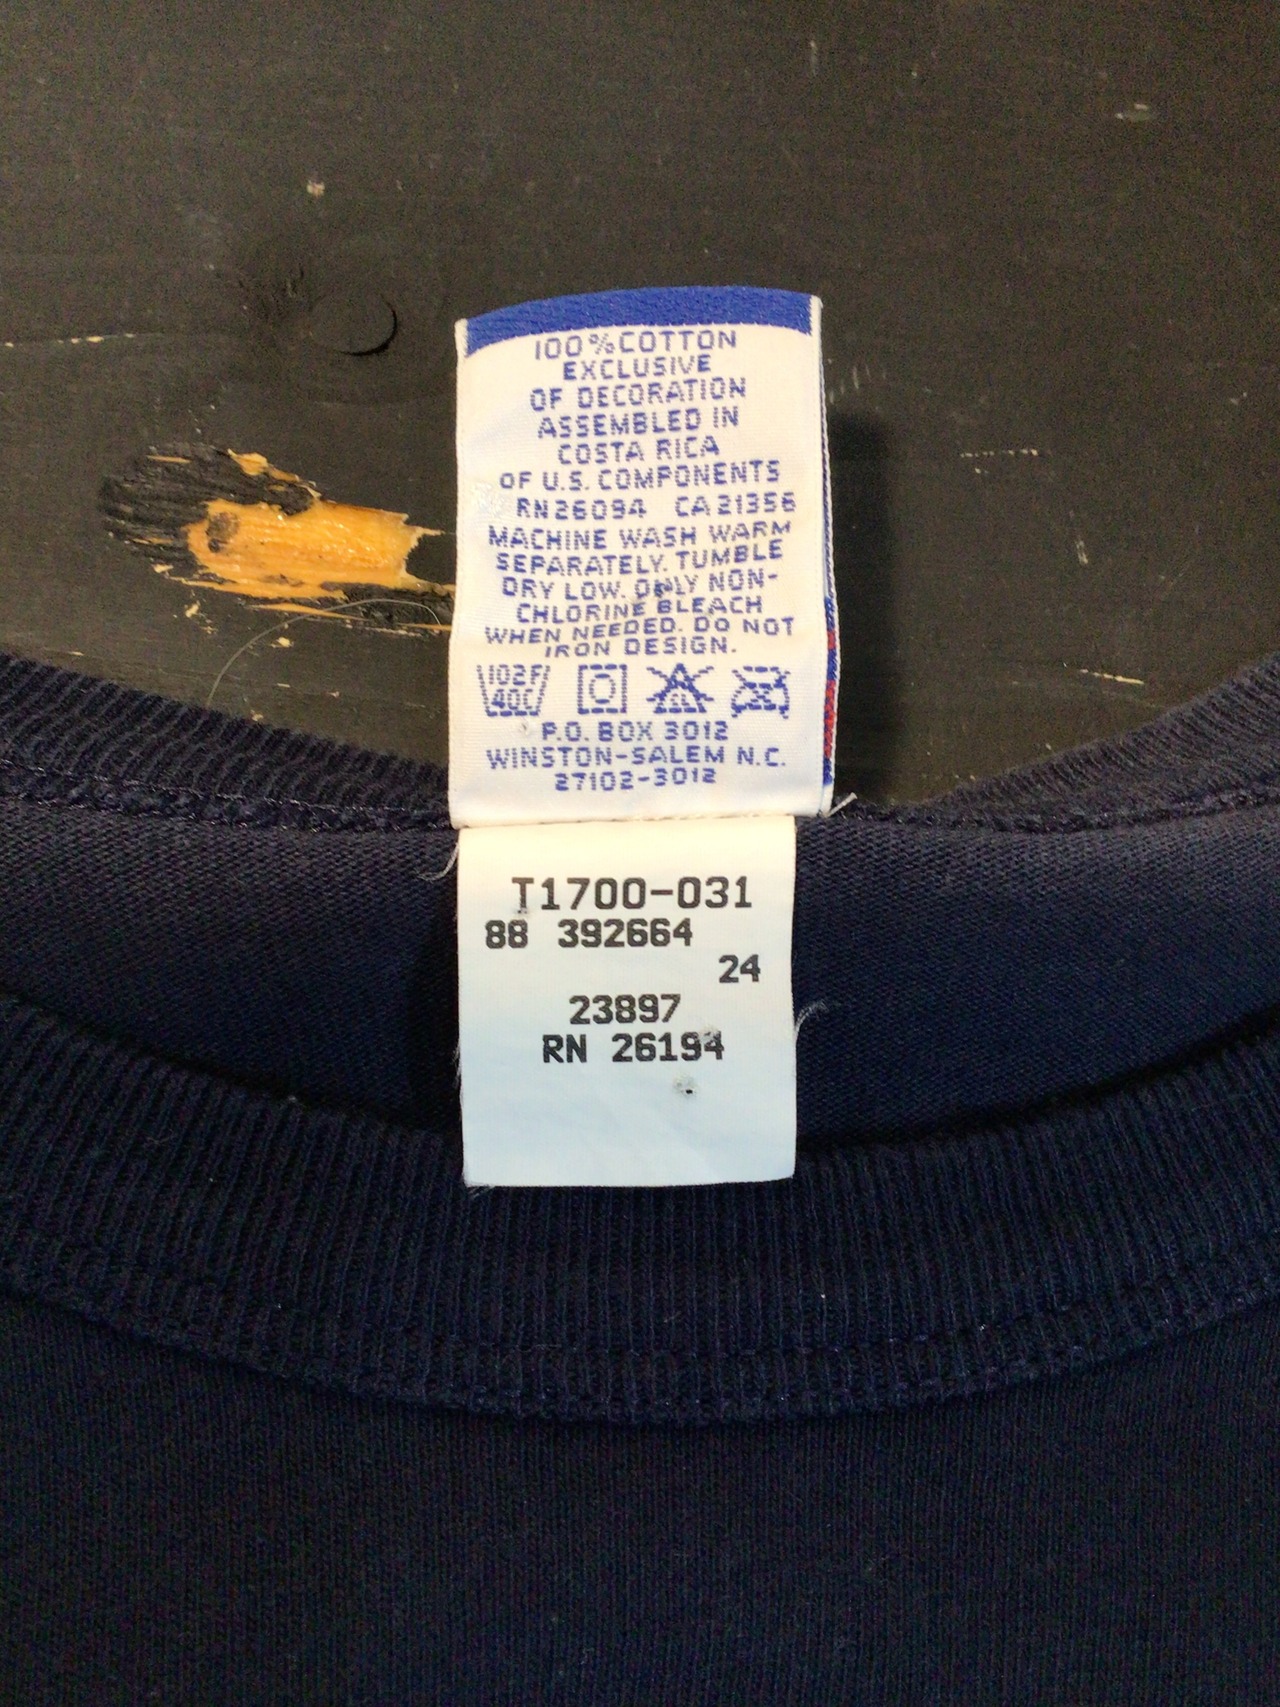 100%COTTON
EXCLUSIVE
OF DECORATION
ASSEMBLED IN
COSTA RICA
OF U.S. COMPONENTS
RN26094 CA21356
MACHINE WASH WARM
SEPARATELY. TUMBLE
DRY LOW. ONLY NON-
CHLORINE BLEACH
WHEN NEEDED. DO NOT
IRON DESIGN.
102F
40C
CL
P.O. BOX 3012
WINSTON-SALEM N.C.
27102-3012
T1700-031
88 392664
24
23897
RN 26194